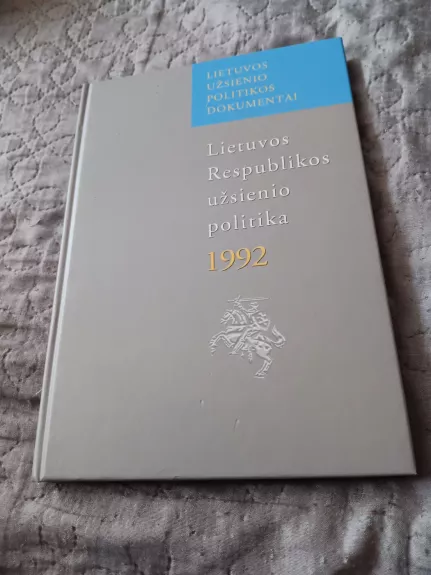 LIETUVOS
UŽSIENIO
POLITIKOS
DOKUMENTAI
Lietuvos
Respublikos
užsienio
politika
1992